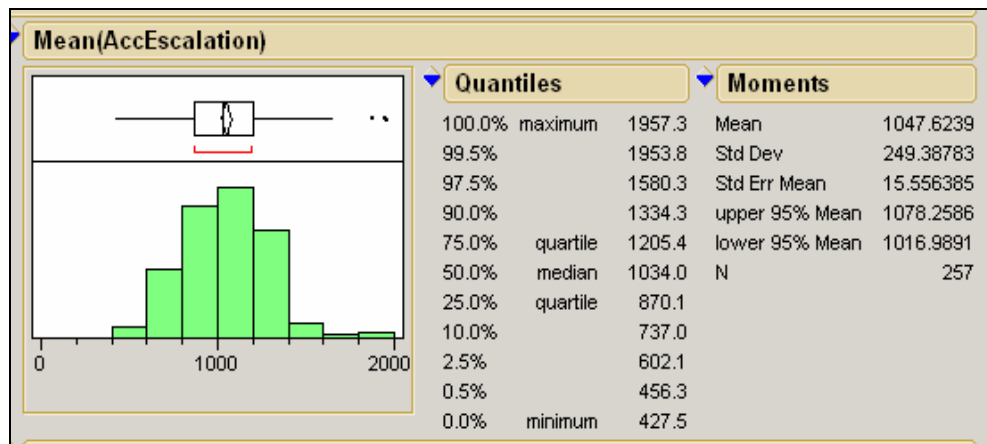 Mean(AccEscalation)
0 1000 2000
Quantiles
100.0% maximum 1957.3
99.5% 1953.8
97.5% 1580.3
90.0% 1334.3
75.0% quartile 1205.4
50.0% median 1034.0
25.0% quartile 870.1
10.0% 737.0
2.5% 602.1
0.5% 456.3
0.0% minimum 427.5
Moments
Mean 1047.6239
Std Dev 249.38783
Std Err Mean 15.556385
upper 95% Mean 1078.2586
lower 95% Mean 1016.9891
N 257